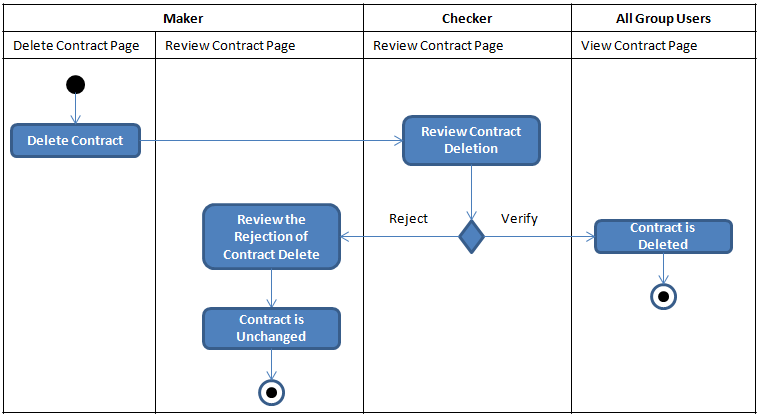 Maker
Checker
All Group Users
Delete Contract Page
Review Contract Page
Review Contract Page
View Contract Page
Delete Contract
Review Contract
Deletion
Reject
Verify
Review the
Rejection of
Contract Delete
Contract is
Deleted
Contract is
Unchanged